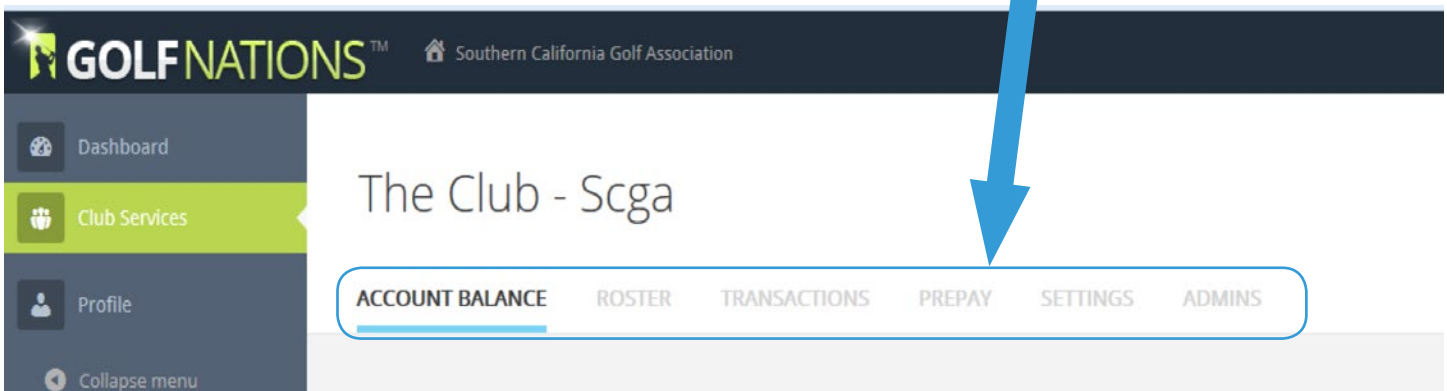 GOLFNATIONS™
Southern California Golf Association
Dashboard
Club Services
Profile
Collapse menu
The Club - Scga
ACCOUNT BALANCE ROSTER TRANSACTIONS PREPAY SETTINGS ADMINS